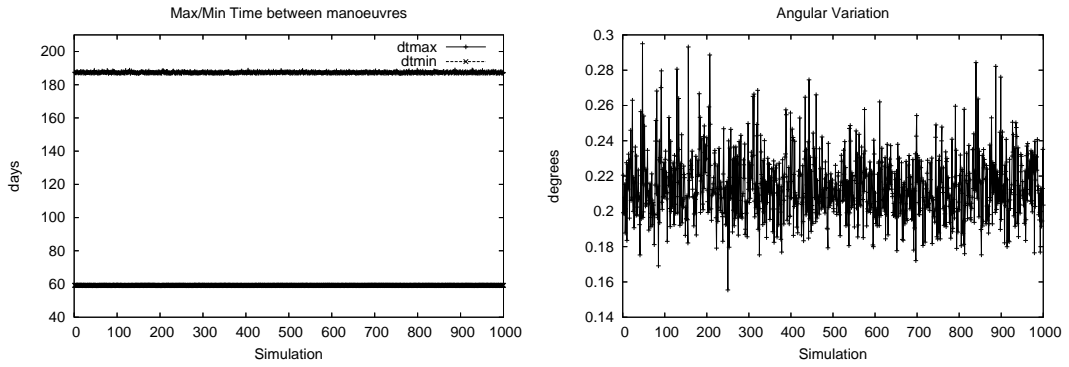 Max/Min Time between manoeuvres
dtmax
dtmin
200
180
160
140
120
100
80
60
40
days
0 100 200 300 400 500 600 700 800 900 1000
Simulation
Angular Variation
0.3
0.28
0.26
0.24
0.22
0.2
0.18
0.16
0.14
degrees
0 100 200 300 400 500 600 700 800 900 1000
Simulation